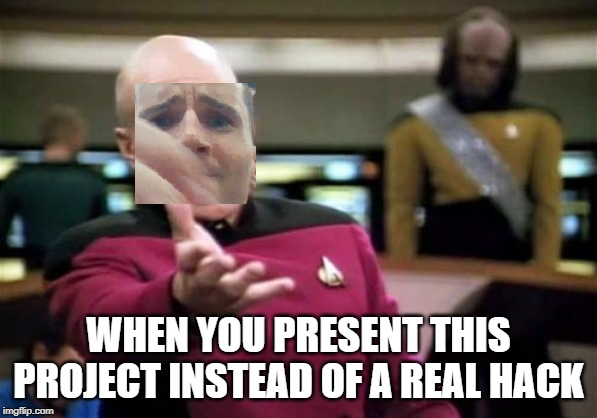 WHEN YOU PRESENT THIS
PROJECT INSTEAD OF A REAL HACK
imgflip.com